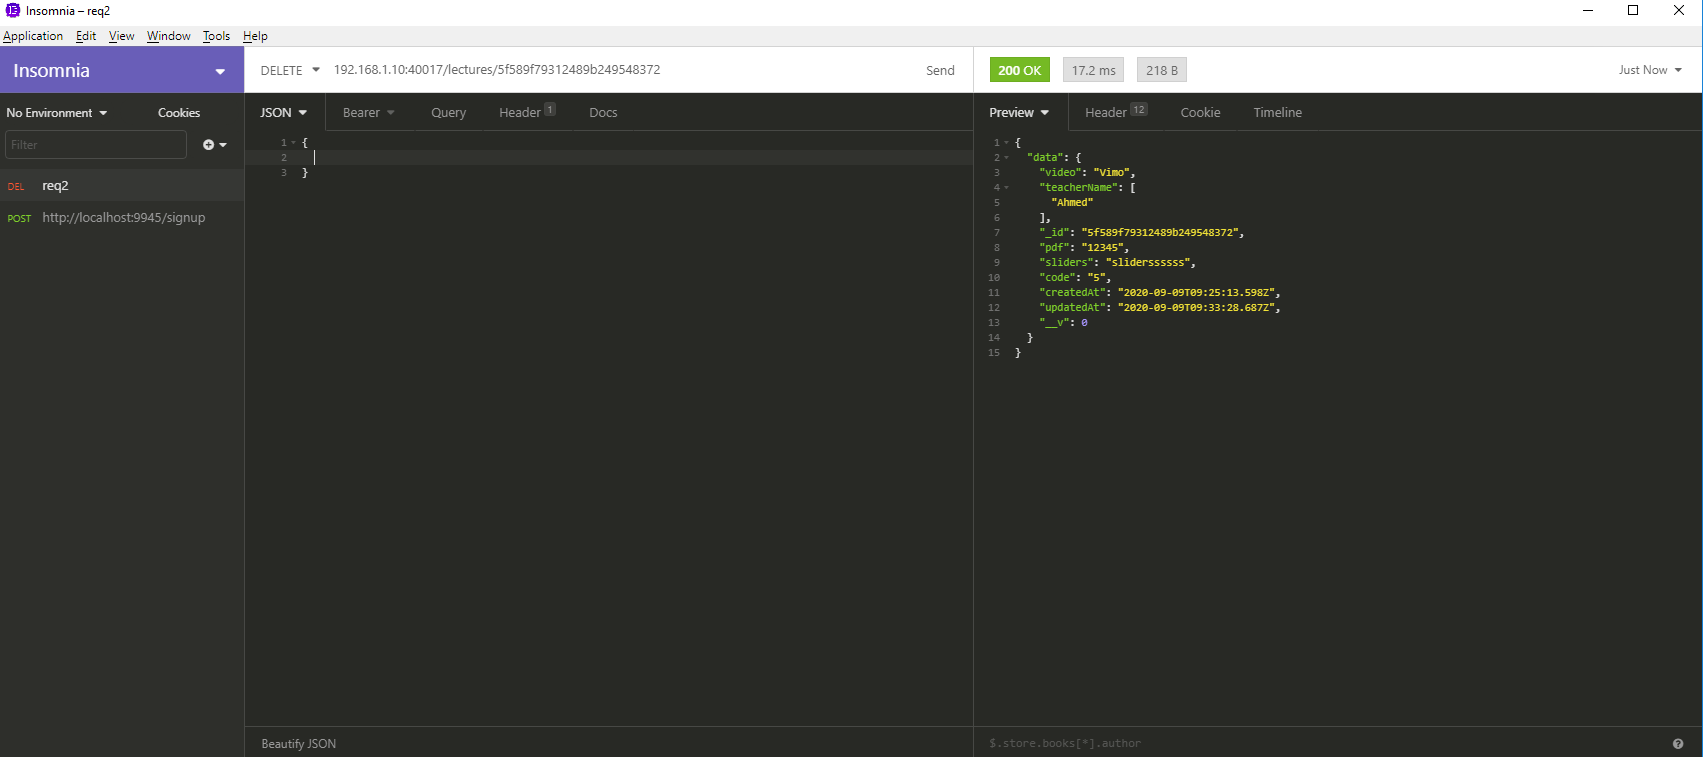 Insomnia – req2
Application Edit View Window Tools Help
Insomnia
DELETE 192.168.1.10:40017/lectures/5f589f79312489b249548372 Send
200 OK 17.2 ms 218 B Just Now
No Environment Cookies
JSON Bearer Query Header 1 Docs
Preview Header 12 Cookie Timeline
Filter
DEL req2
POST http://localhost:9945/signup
1 {
2
3 }
1 {
2 "data": {
3 "video": "Vimo",
4 "teacherName": [
5 "Ahmed"
6 ],
7 "_id": "5f589f79312489b249548372",
8 "pdf": "12345",
9 "sliders": "sliderssssss",
10 "code": "5",
11 "createdAt": "2020-09-09T09:25:13.598Z",
12 "updatedAt": "2020-09-09T09:33:28.687Z",
13 "__v": 0
14 }
15 }
Beautify JSON
$.store.books[*].author